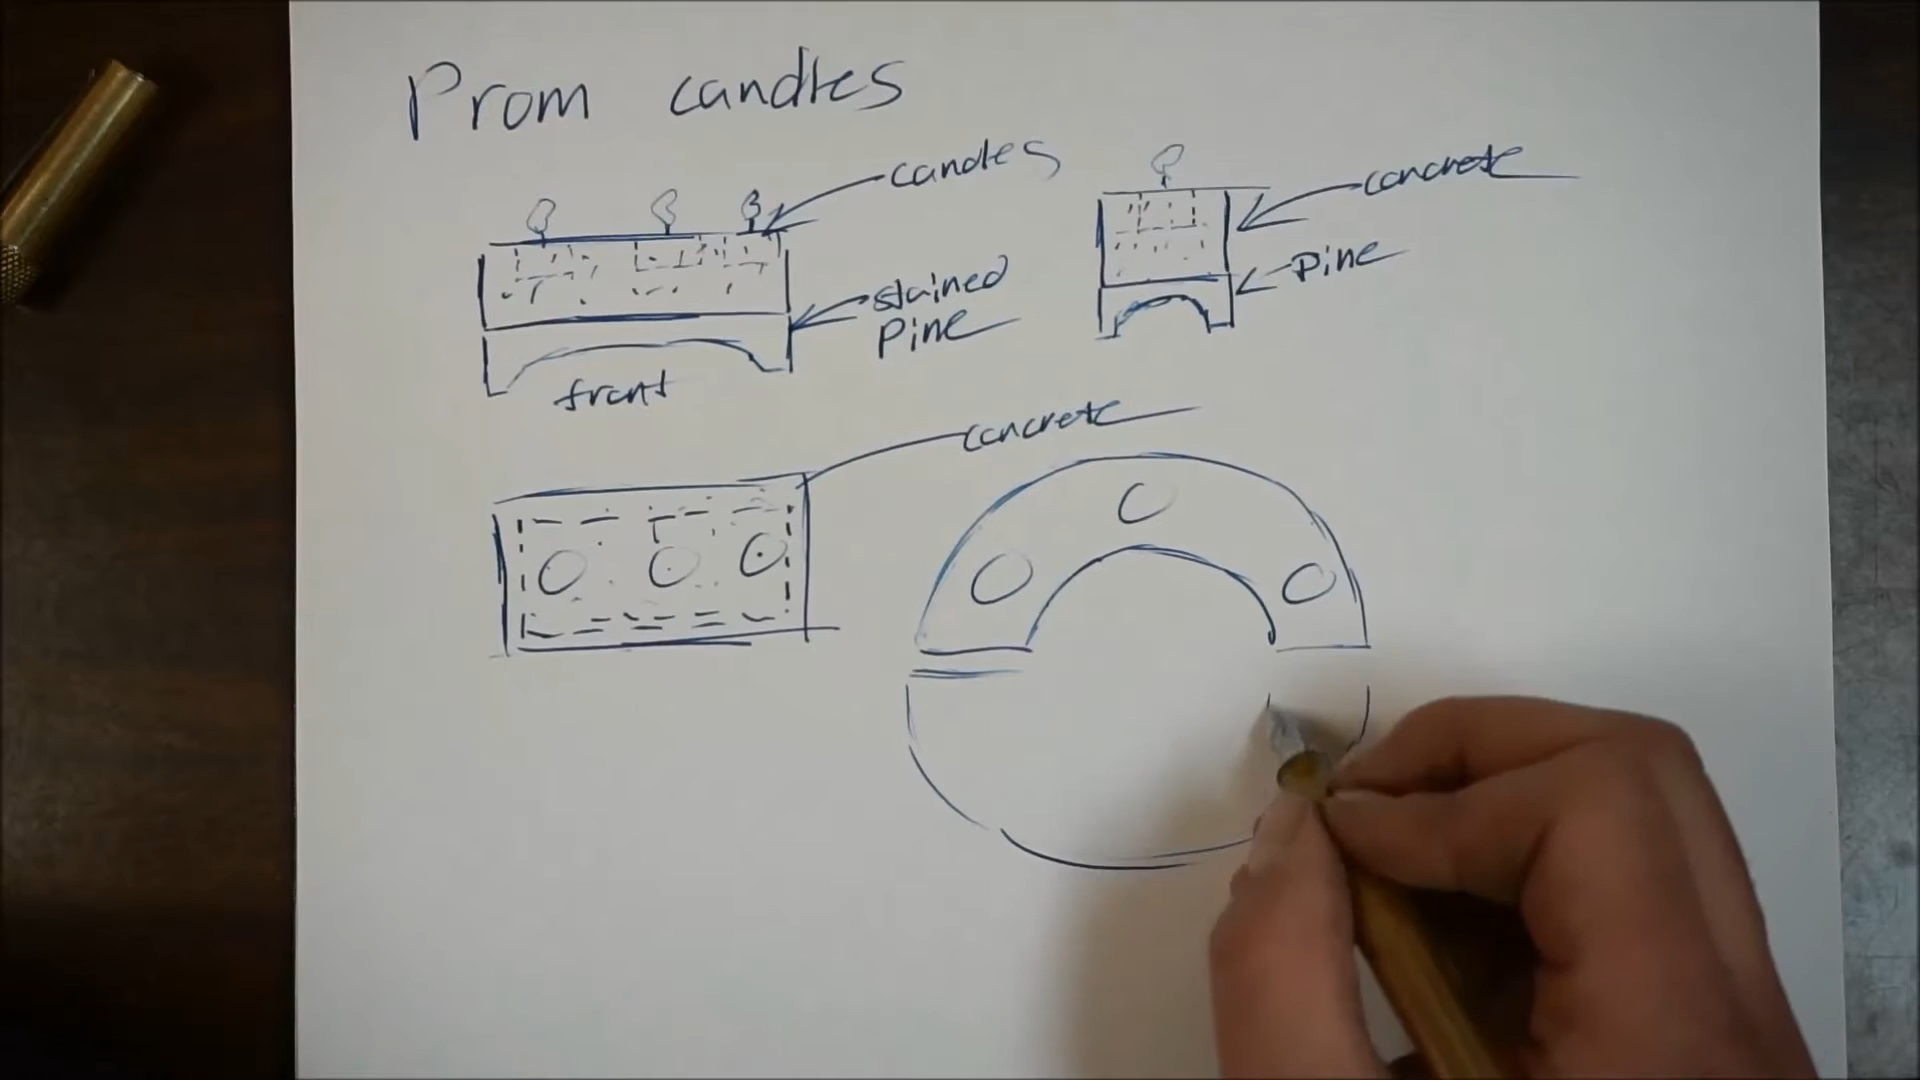 Prom candles
candles
concrete
stained
Pine
Pine
front
concrete